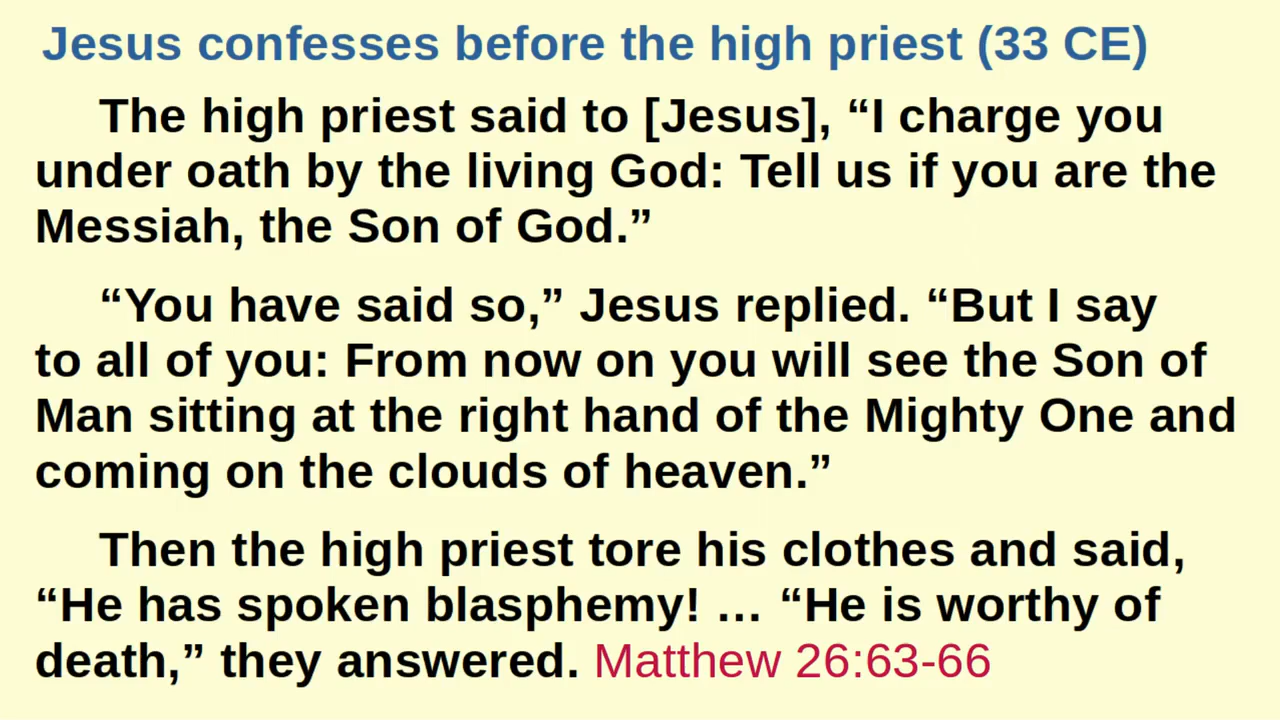 Jesus confesses before the high priest (33 CE)
The high priest said to [Jesus], “I charge you
under oath by the living God: Tell us if you are the
Messiah, the Son of God.”
“You have said so,” Jesus replied. “But I say
to all of you: From now on you will see the Son of
Man sitting at the right hand of the Mighty One and
coming on the clouds of heaven.”
Then the high priest tore his clothes and said,
“He has spoken blasphemy! … “He is worthy of
death,” they answered. Matthew 26:63-66